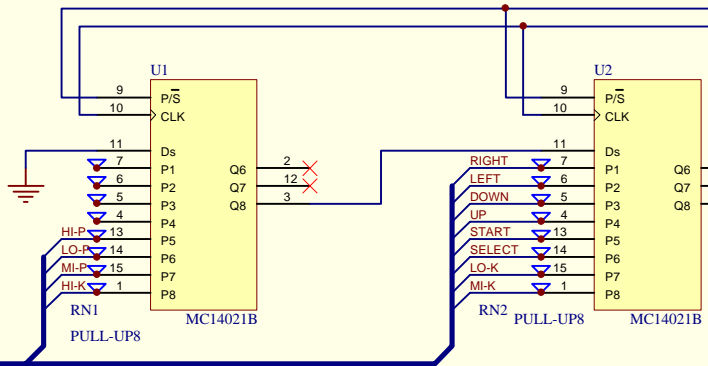 U1
9 P/S
10 CLK
11 Ds
7 P1
6 P2
5 P3
4 P4
HI-P 13 P5
LO-P 14 P6
MI-P 15 P7
HI-K 1 P8
Q6 2
Q7 12
Q8 3
RN1
MC14021B
PULL-UP8
U2
9 P/S
10 CLK
11 Ds
RIGHT 7 P1
LEFT 6 P2
DOWN 5 P3
UP 4 P4
START 13 P5
SELECT 14 P6
LO-K 15 P7
MI-K 1 P8
Q6
Q7
Q8
RN2
PULL-UP8
MC14021B